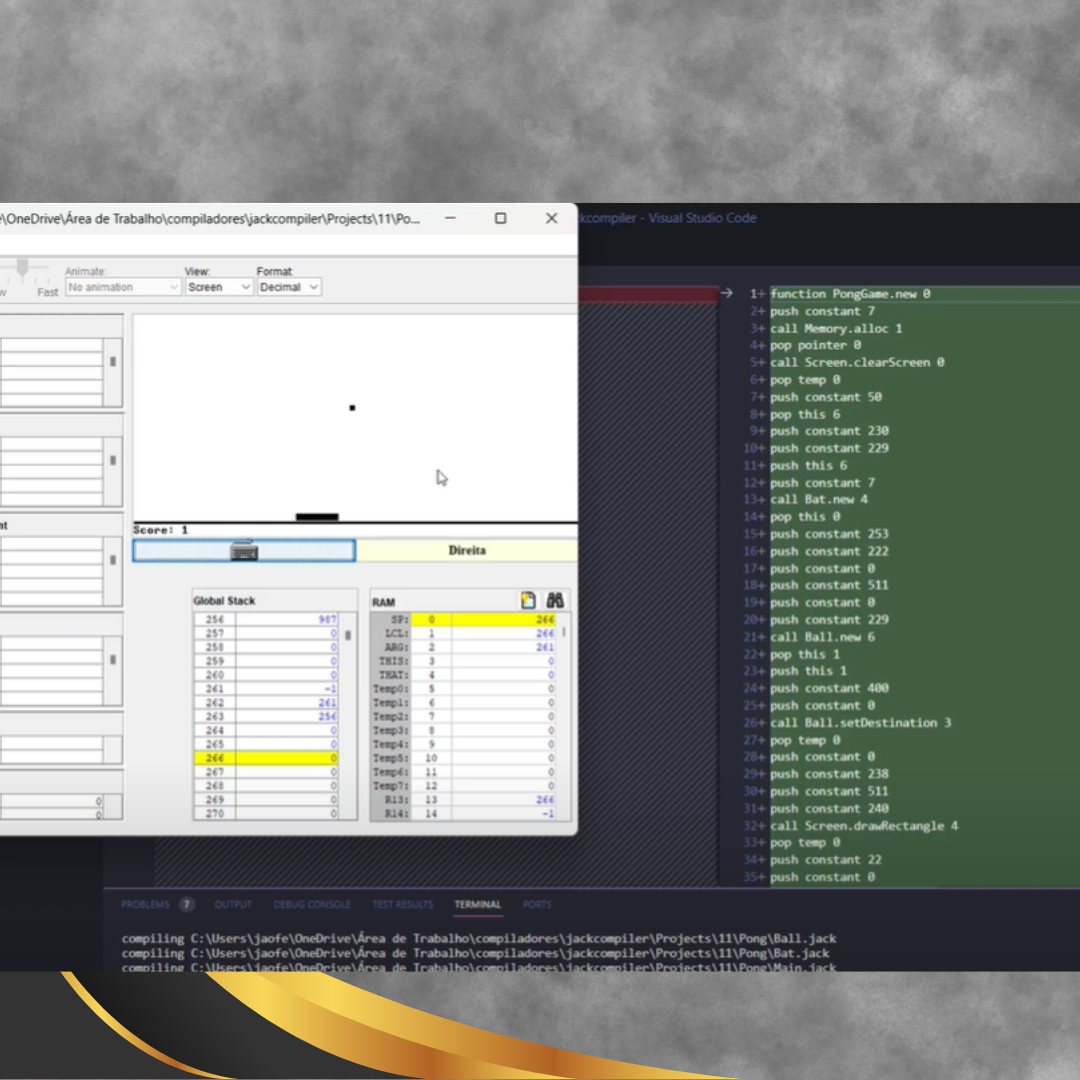 \OneDrive\Área de Trabalho\compiladores\jackcompiler\Projects\11\Po...
Animate:
View:
Format:
Fast
No animation
Screen
Decimal
Score: 1
Direita
nt
0
0
Global Stack
256 987
257 0
258 0
259 0
260 0
261 -1
262 261
263 256
264 0
265 0
266 0
267 0
268 0
269 0
270 0
RAM
SP: 0 266
LCL: 1 266
ARG: 2 261
THIS: 3 0
THAT: 4 0
Temp0: 5 0
Temp1: 6 0
Temp2: 7 0
Temp3: 8 0
Temp4: 9 0
Temp5: 10 0
Temp6: 11 0
Temp7: 12 0
R13: 13 266
R14: 14 -1
kcompiler - Visual Studio Code
1+ function PongGame.new 0
2+ push constant 7
3+ call Memory.alloc 1
4+ pop pointer 0
5+ call Screen.clearScreen 0
6+ pop temp 0
7+ push constant 50
8+ pop this 6
9+ push constant 230
10+ push constant 229
11+ push this 6
12+ push constant 7
13+ call Bat.new 4
14+ pop this 0
15+ push constant 253
16+ push constant 222
17+ push constant 0
18+ push constant 511
19+ push constant 0
20+ push constant 229
21+ call Ball.new 6
22+ pop this 1
23+ push this 1
24+ push constant 400
25+ push constant 0
26+ call Ball.setDestination 3
27+ pop temp 0
28+ push constant 0
29+ push constant 238
30+ push constant 511
31+ push constant 240
32+ call Screen.drawRectangle 4
33+ pop temp 0
34+ push constant 22
35+ push constant 0
PROBLEMS 7 OUTPUT DEBUG CONSOLE TEST RESULTS TERMINAL PORTS
compiling C:\Users\jaofe\OneDrive\Área de Trabalho\compiladores\jackcompiler\Projects\11\Pong\Ball.jack
compiling C:\Users\jaofe\OneDrive\Área de Trabalho\compiladores\jackcompiler\Projects\11\Pong\Bat.jack
compiling C:\Users\jaofe\OneDrive\Área de Trabalho\compiladores\jackcompiler\Projects\11\Pong\Main.jack